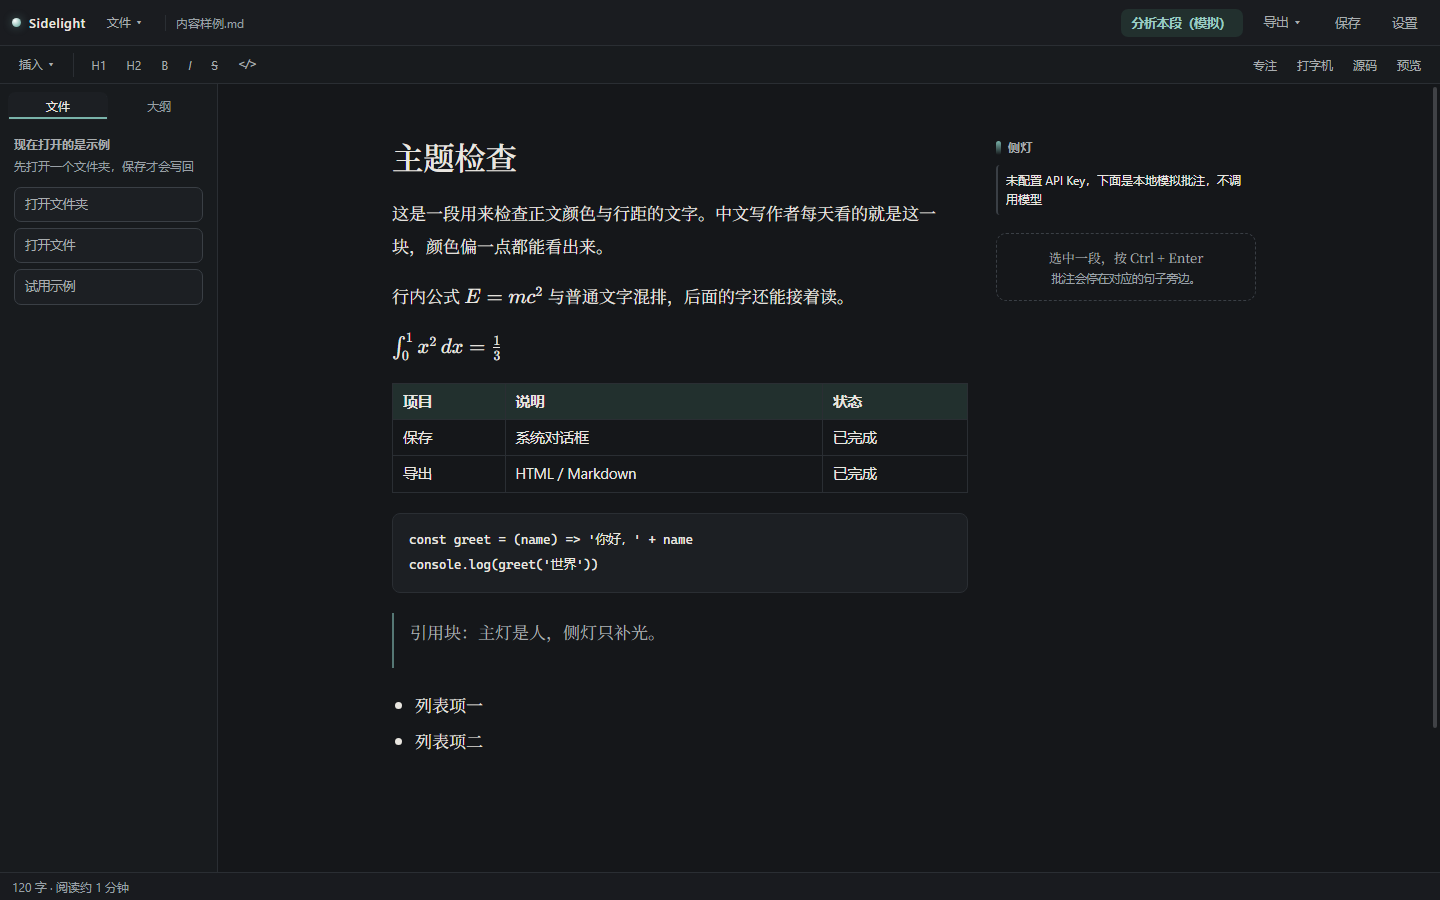 Sidelight 文件 内容样例.md 分析本段（模拟） 导出 保存 设置
插入 H1 H2 B I S </> 专注 打字机 源码 预览
文件 大纲
现在打开的是示例
先打开一个文件夹，保存才会写回
打开文件夹
打开文件
试用示例
主题检查
这是一段用来检查正文颜色与行距的文字。中文写作者每天看的就是这一
块，颜色偏一点都能看出来。
行内公式 E = mc² 与普通文字混排，后面的字还能接着读。
∫₀¹ x² dx = 1/3
项目 说明 状态
保存 系统对话框 已完成
导出 HTML / Markdown 已完成
const greet = (name) => '你好，' + name
console.log(greet('世界'))
引用块：主灯是人，侧灯只补光。
列表项一
列表项二
侧灯
未配置 API Key，下面是本地模拟批注，不调
用模型
选中一段，按 Ctrl + Enter
批注会停在对应的句子旁边。
120 字 · 阅读约 1 分钟